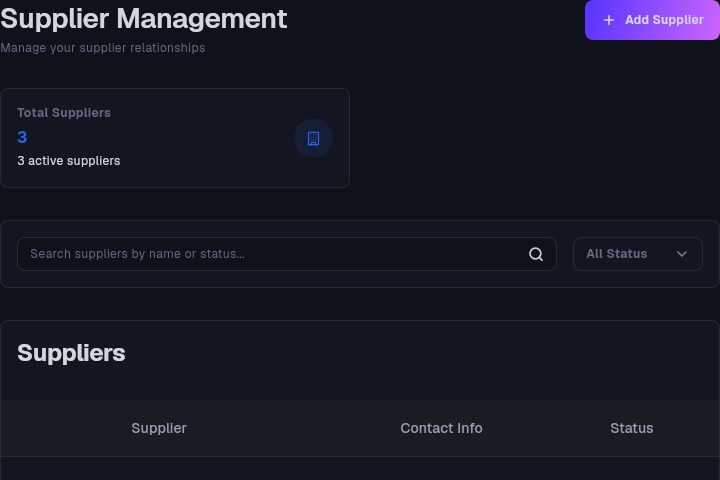 Supplier Management
Add Supplier
Manage your supplier relationships
Total Suppliers
3
3 active suppliers
Search suppliers by name or status...
All Status
Suppliers
Supplier Contact Info Status